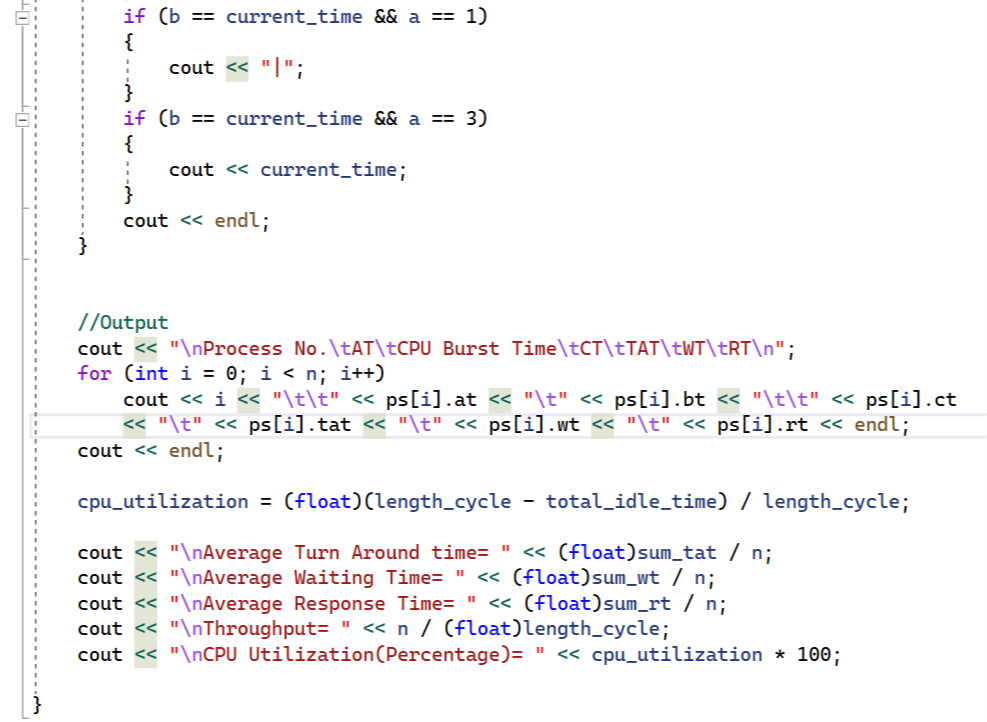 if (b == current_time && a == 1)
{
cout << "|";
}
if (b == current_time && a == 3)
{
cout << current_time;
}
cout << endl;
}
//Output
cout << "\nProcess No.\tAT\tCPU Burst Time\tCT\tTAT\tWT\tRT\n";
for (int i = 0; i < n; i++)
cout << i << "\t\t" << ps[i].at << "\t" << ps[i].bt << "\t\t" << ps[i].ct
<< "\t" << ps[i].tat << "\t" << ps[i].wt << "\t" << ps[i].rt << endl;
cout << endl;
cpu_utilization = (float)(length_cycle - total_idle_time) / length_cycle;
cout << "\nAverage Turn Around time= " << (float)sum_tat / n;
cout << "\nAverage Waiting Time= " << (float)sum_wt / n;
cout << "\nAverage Response Time= " << (float)sum_rt / n;
cout << "\nThroughput= " << n / (float)length_cycle;
cout << "\nCPU Utilization(Percentage)= " << cpu_utilization * 100;
}